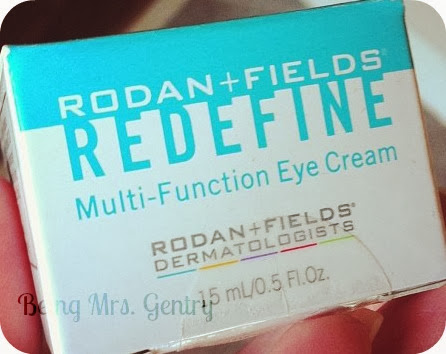 RODAN+FIELDS®
REDEFINE
Multi-Function Eye Cream
RODAN+FIELDS®
DERMATOLOGISTS
15 mL/0.5 Fl.Oz.
Being Mrs. Gentry